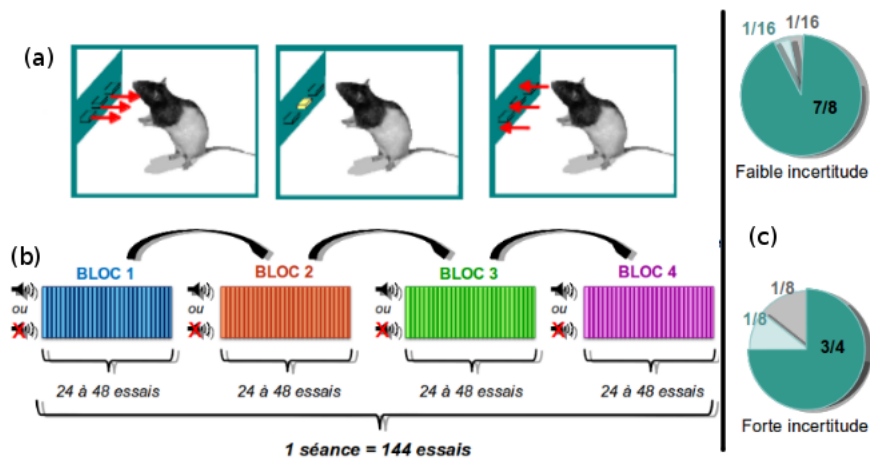 (a)
(b)
BLOC 1
BLOC 2
BLOC 3
BLOC 4
ou
ou
ou
ou
24 à 48 essais
24 à 48 essais
24 à 48 essais
24 à 48 essais
1 séance = 144 essais
1/16
1/16
7/8
Faible incertitude
(c)
1/8
1/8
3/4
Forte incertitude